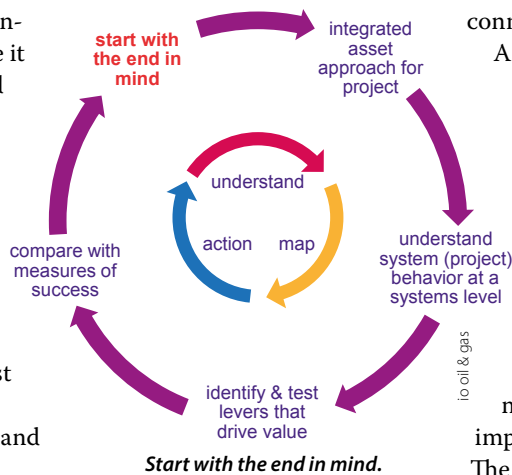 start with
the end in
mind
integrated
asset
approach for
project
understand
system (project)
behavior at a
systems level
identify & test
levers that
drive value
compare with
measures of
success
understand
map
action
io oil & gas
Start with the end in mind.
and
The